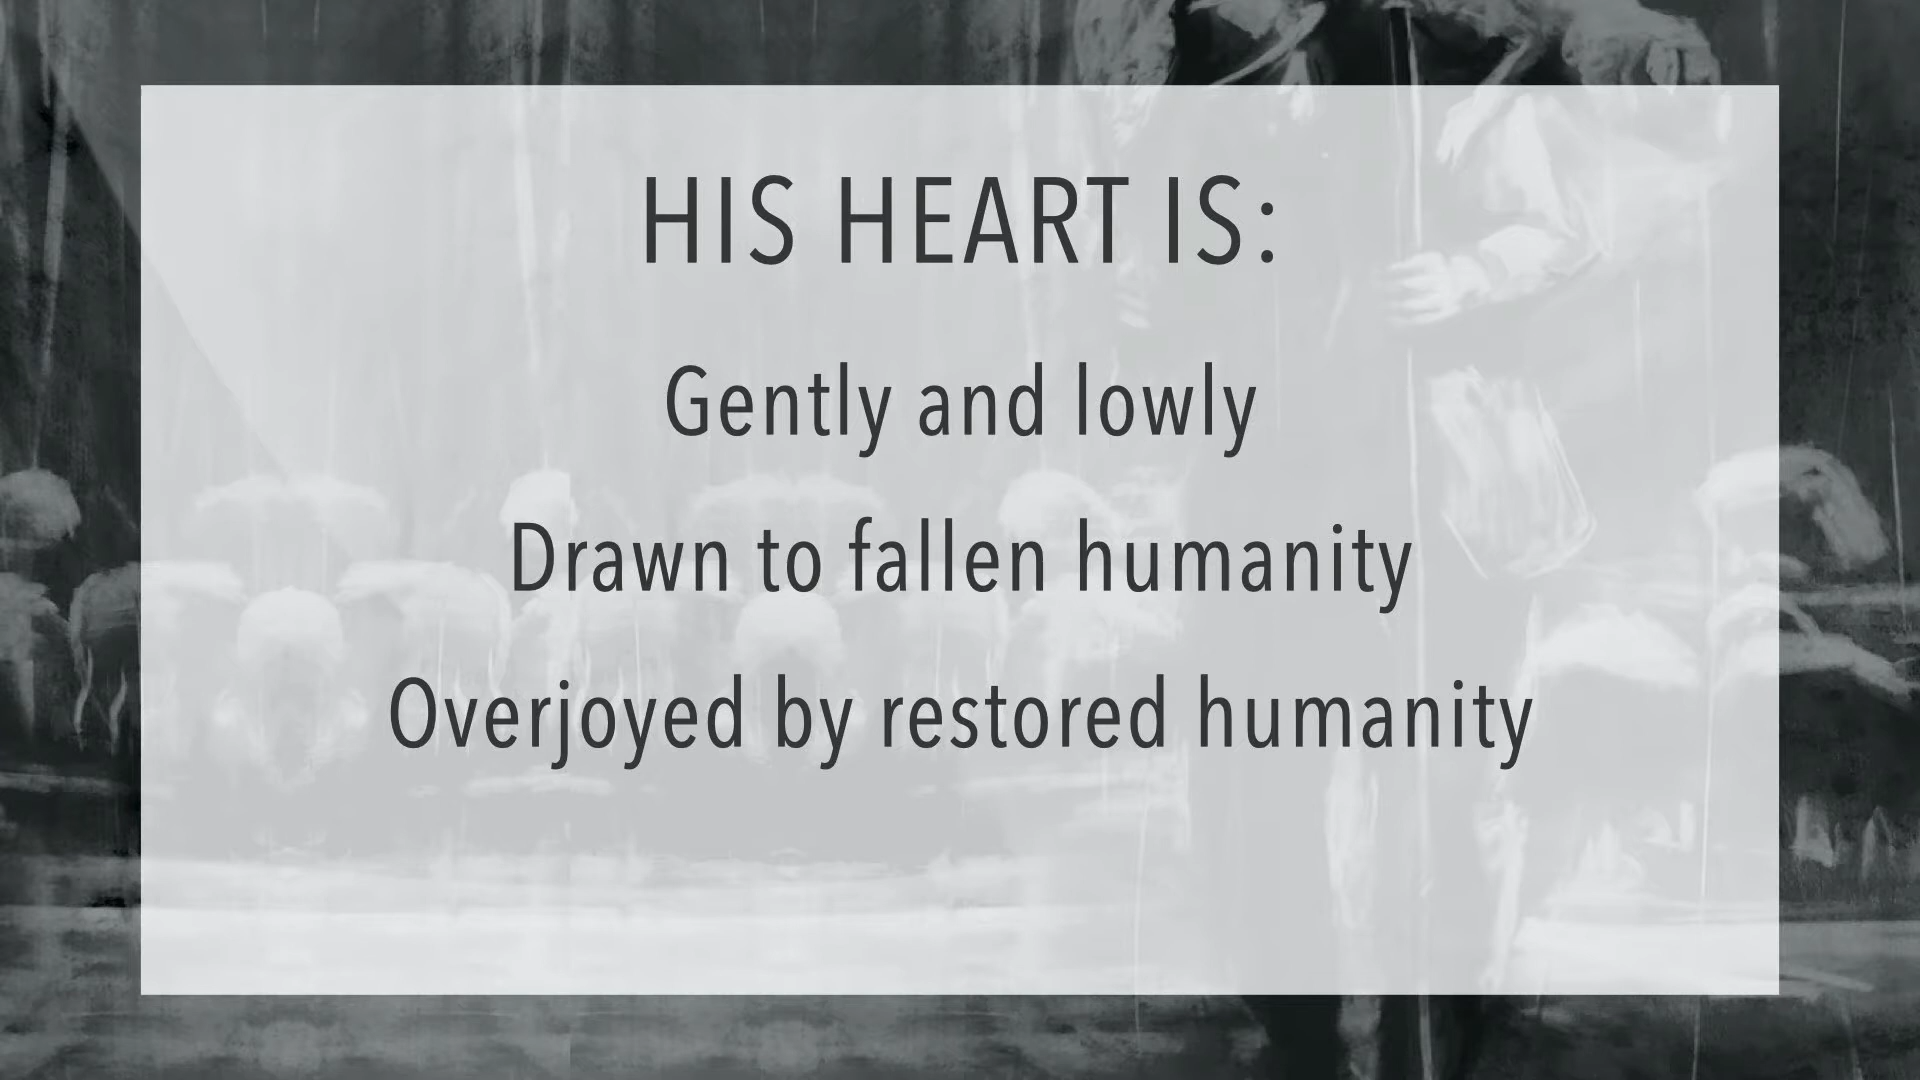 HIS HEART IS:
Gently and lowly
Drawn to fallen humanity
Overjoyed by restored humanity